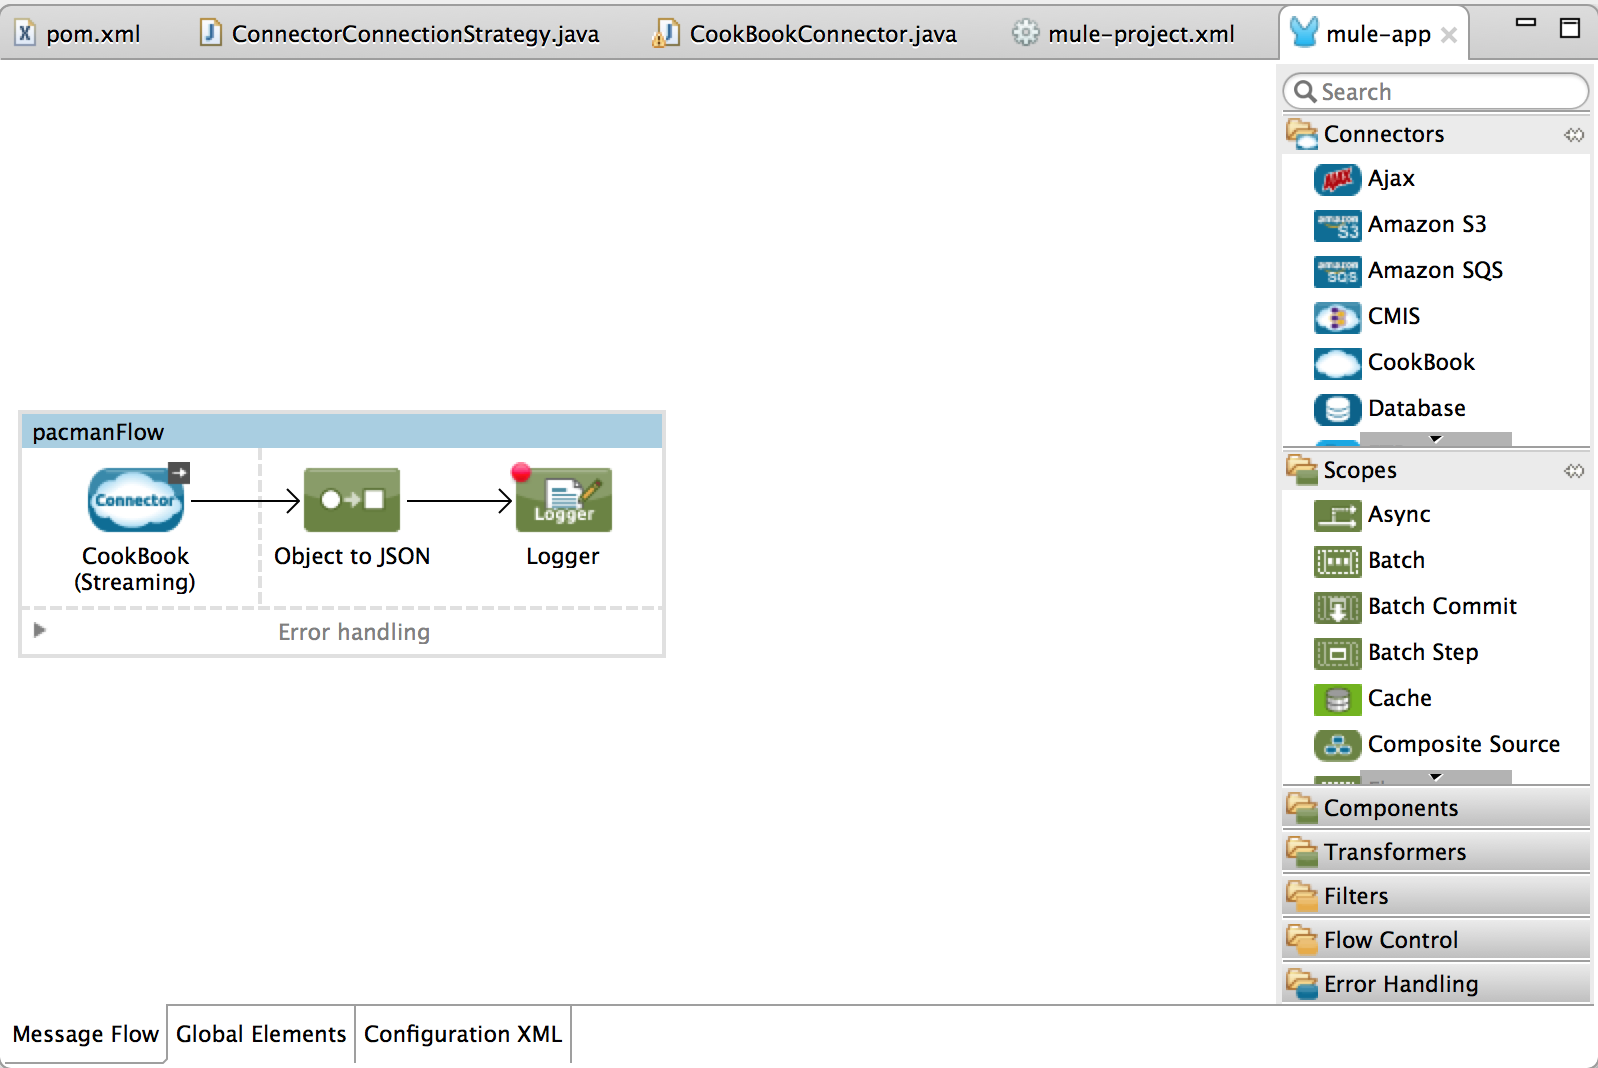 pom.xml
ConnectorConnectionStrategy.java
CookBookConnector.java
mule-project.xml
mule-app
Search
Connectors
Ajax
Amazon S3
Amazon SQS
CMIS
CookBook
Database
Scopes
Async
Batch
Batch Commit
Batch Step
Cache
Composite Source
Components
Transformers
Filters
Flow Control
Error Handling
pacmanFlow
Connector
CookBook
(Streaming)
Object to JSON
Logger
Logger
Error handling
Message Flow
Global Elements
Configuration XML